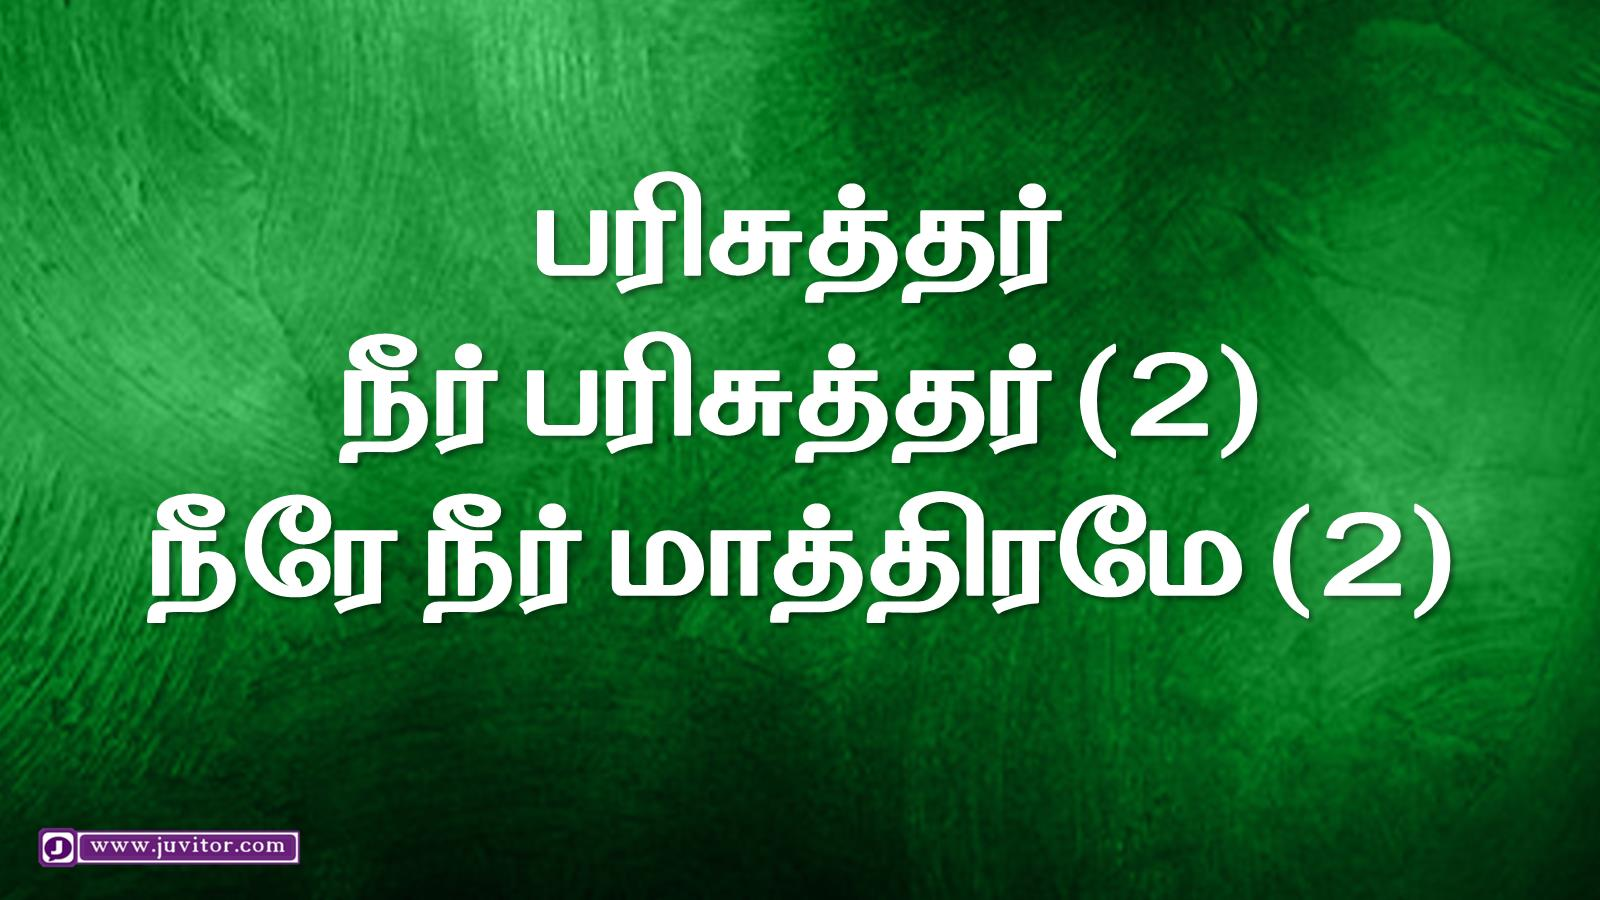 பரிசுத்தர்
நீர் பரிசுத்தர் (2)
நீரே நீர் மாத்திரமே (2)
www.juvitor.com